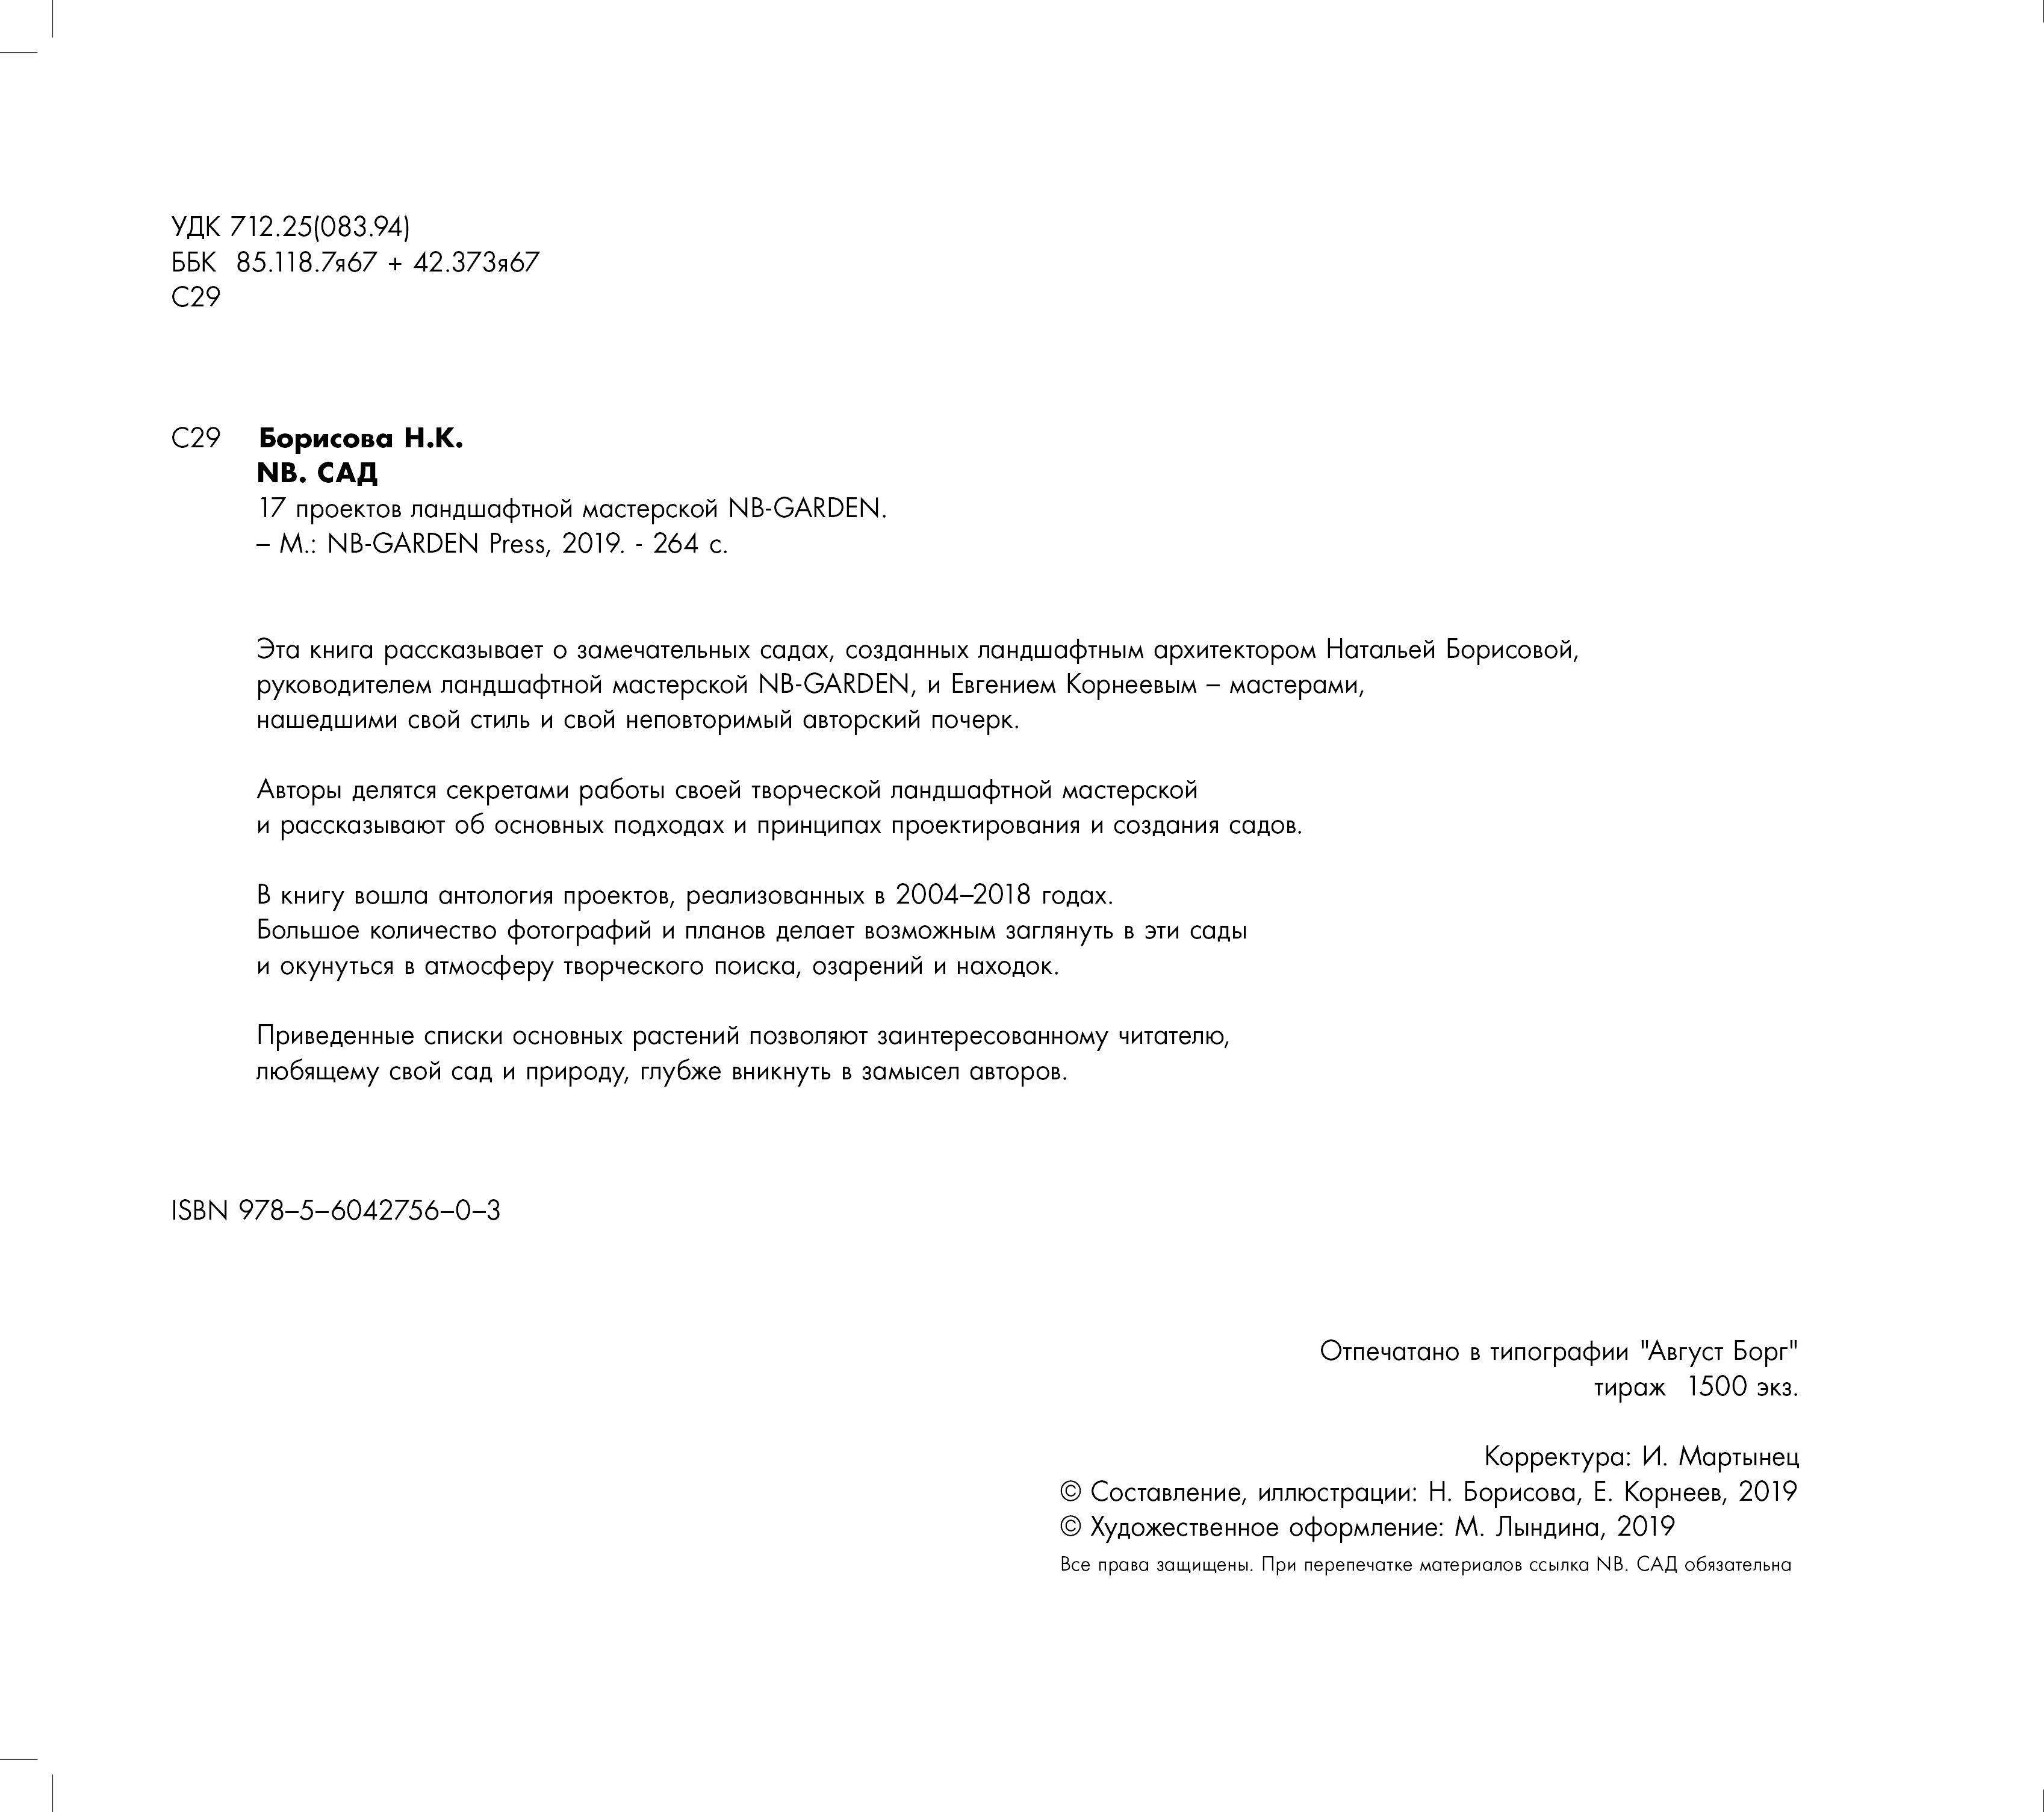 УДК 712.25(083.94)
ББК 85.118.7я67 + 42.373я67
С29
С29 Борисова Н.К.
NB. САД
17 проектов ландшафтной мастерской NB-GARDEN.
– М.: NB-GARDEN Press, 2019. - 264 с.
Эта книга рассказывает о замечательных садах, созданных ландшафтным архитектором Натальей Борисовой,
руководителем ландшафтной мастерской NB-GARDEN, и Евгением Корнеевым – мастерами,
нашедшими свой стиль и свой неповторимый авторский почерк.
Авторы делятся секретами работы своей творческой ландшафтной мастерской
и рассказывают об основных подходах и принципах проектирования и создания садов.
В книгу вошла антология проектов, реализованных в 2004–2018 годах.
Большое количество фотографий и планов делает возможным заглянуть в эти сады
и окунуться в атмосферу творческого поиска, озарений и находок.
Приведенные списки основных растений позволяют заинтересованному читателю,
любящему свой сад и природу, глубже вникнуть в замысел авторов.
ISBN 978–5–6042756–0–3
Отпечатано в типографии "Август Борг"
тираж 1500 экз.
Корректура: И. Мартынец
© Составление, иллюстрации: Н. Борисова, Е. Корнеев, 2019
© Художественное оформление: М. Лындина, 2019
Все права защищены. При перепечатке материалов ссылка NB. САД обязательна